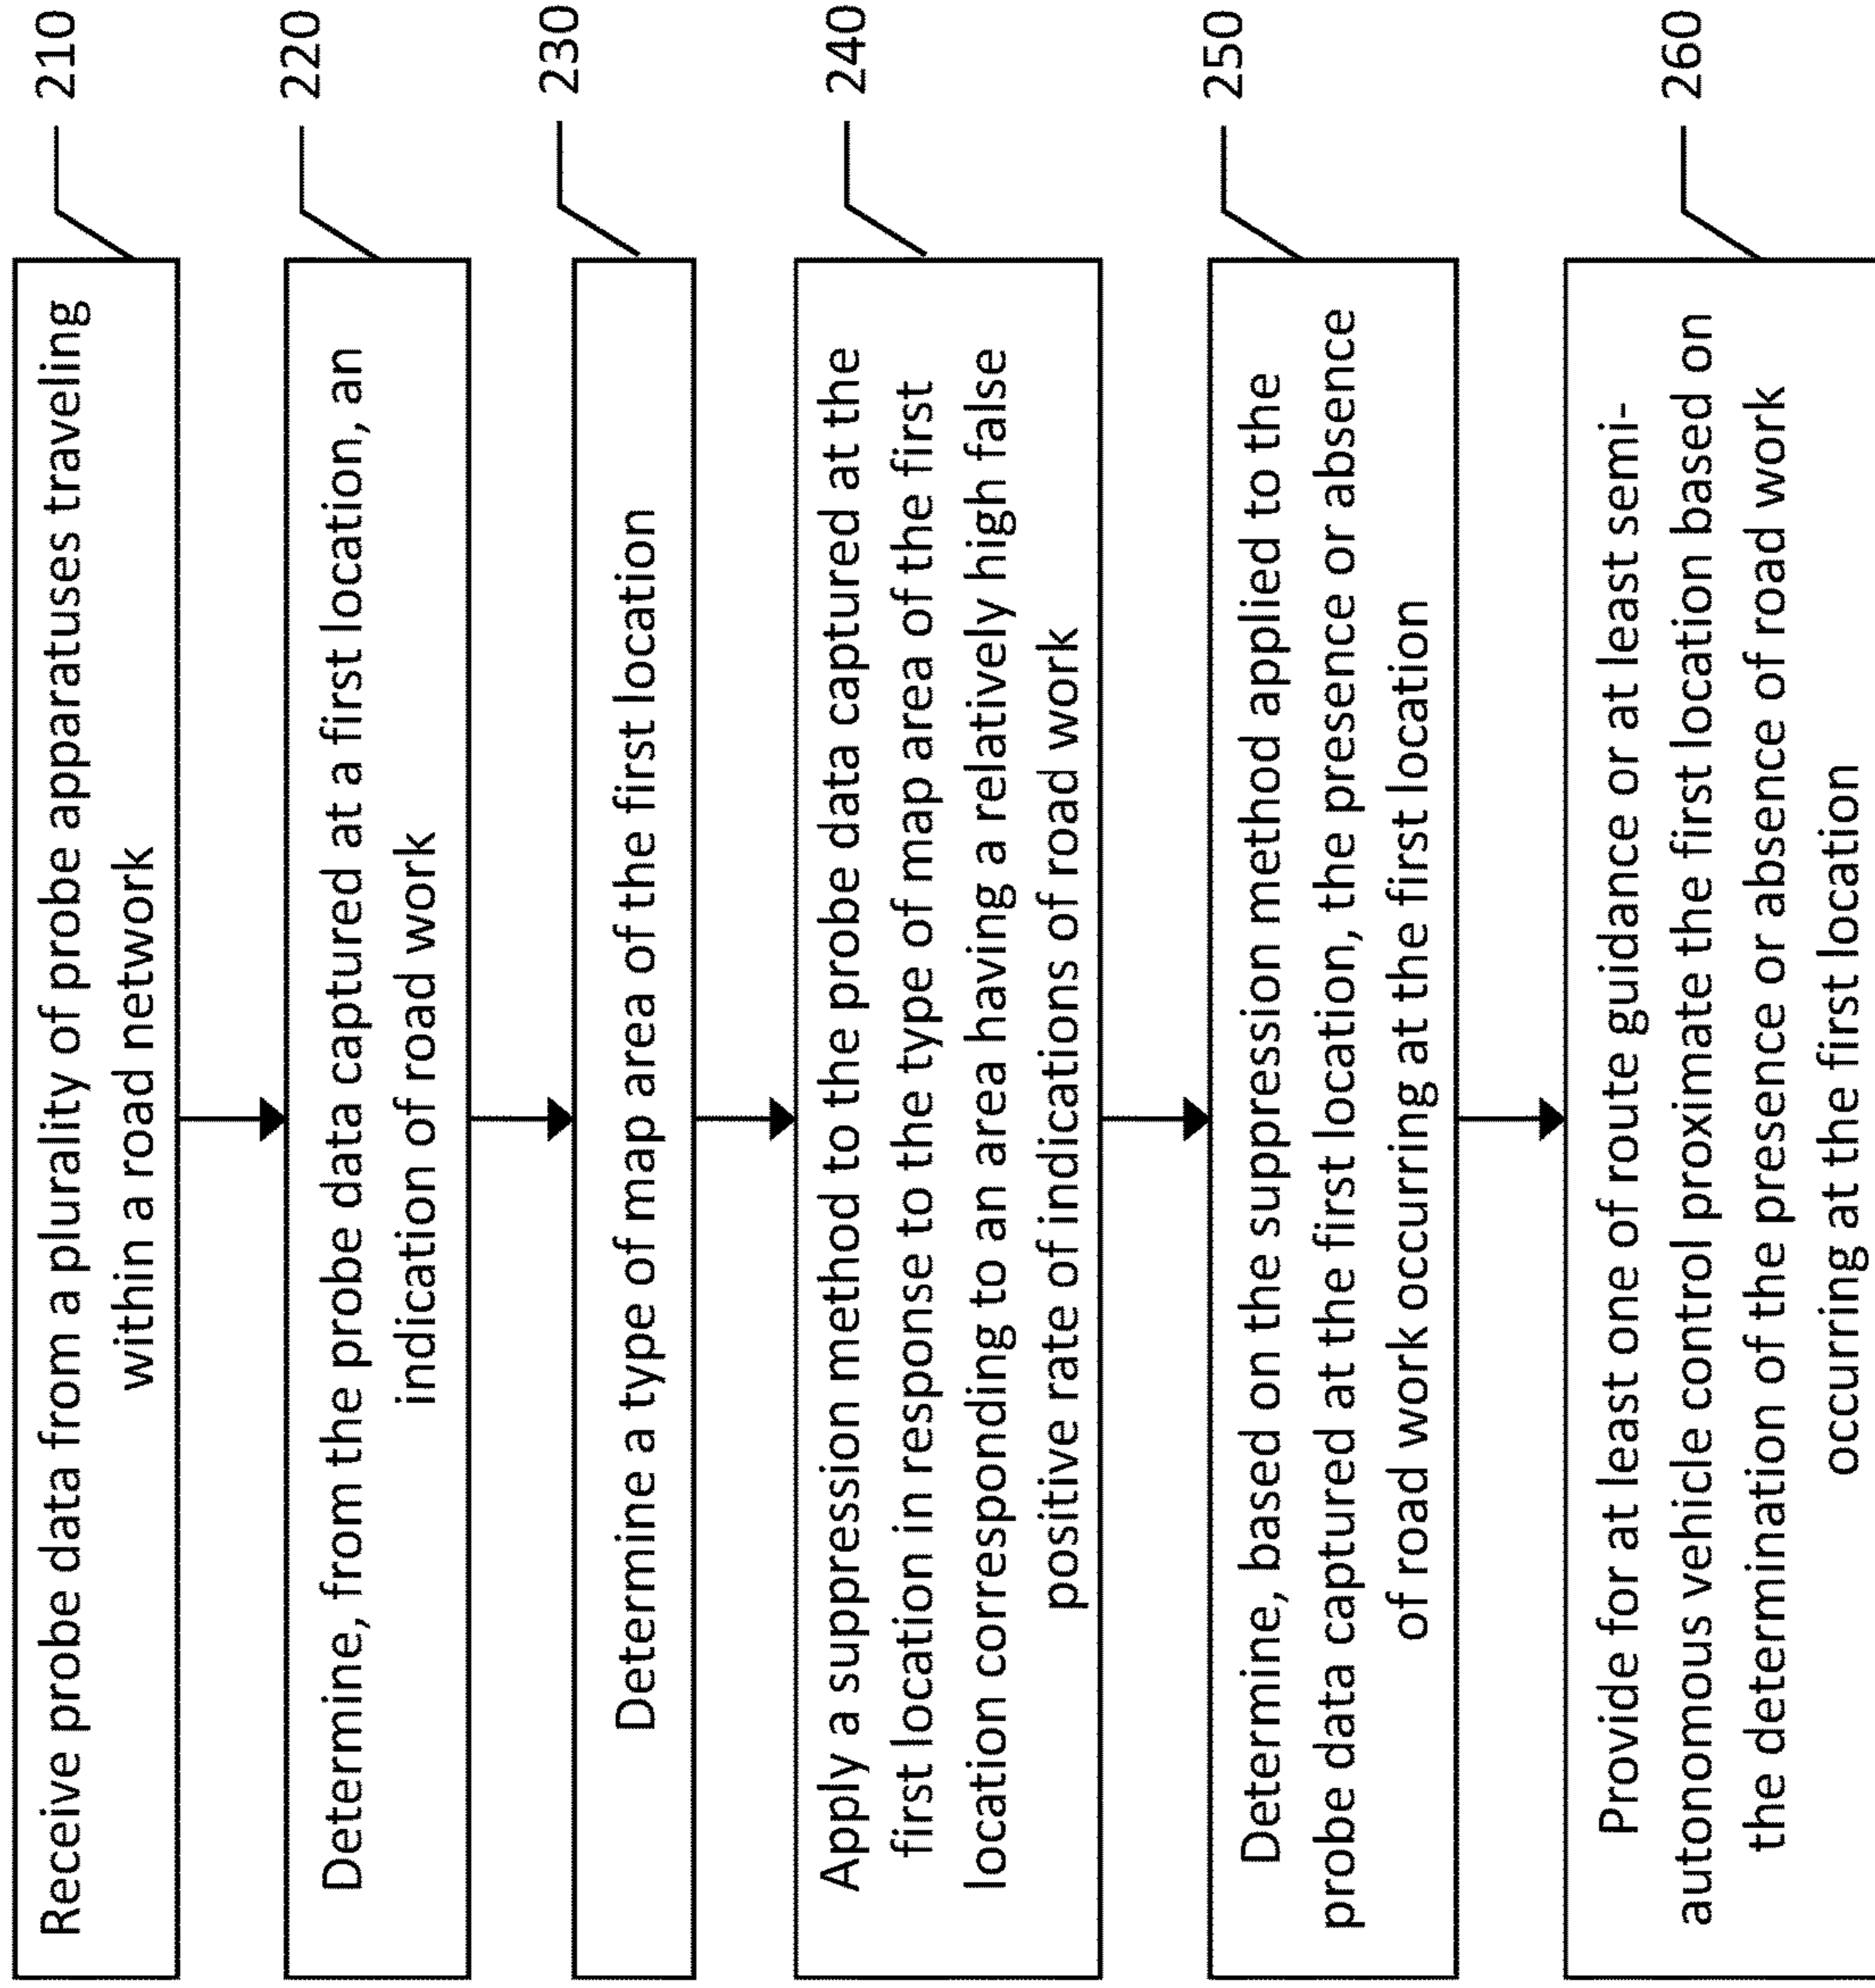 Receive probe data from a plurality of probe apparatuses traveling
within a road network
210
Determine, from the probe data captured at a first location, an
indication of road work
220
Determine a type of map area of the first location
230
Apply a suppression method to the probe data captured at the
first location in response to the type of map area of the first
location corresponding to an area having a relatively high false
positive rate of indications of road work
240
Determine, based on the suppression method applied to the
probe data captured at the first location, the presence or absence
of road work occurring at the first location
250
Provide for at least one of route guidance or at least semi-
autonomous vehicle control proximate the first location based on
the determination of the presence or absence of road work
occurring at the first location
260